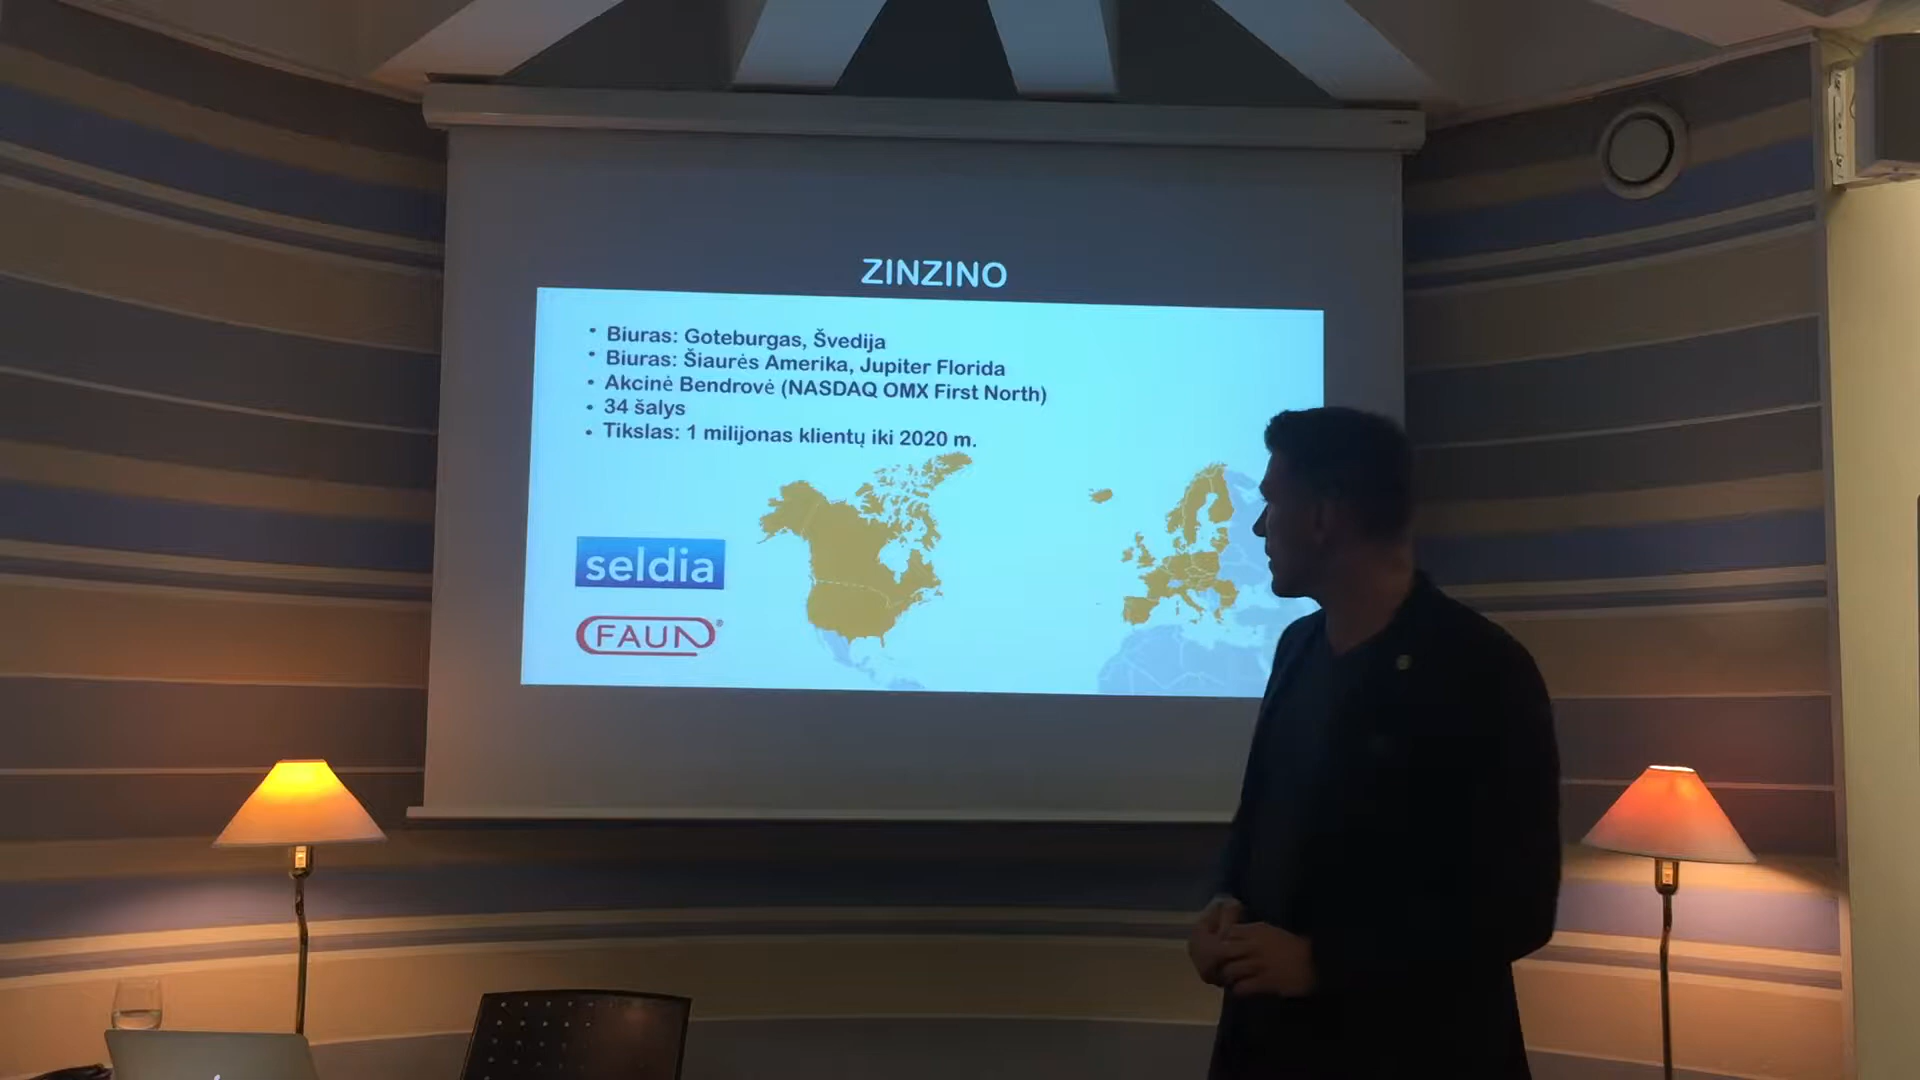 ZINZINO
• Biuras: Goteburgas, Švedija
• Biuras: Šiaurės Amerika, Jupiter Florida
• Akcinė Bendrovė (NASDAQ OMX First North)
• 34 šalys
• Tikslas: 1 milijonas klientų iki 2020 m.
seldia
FAUN®